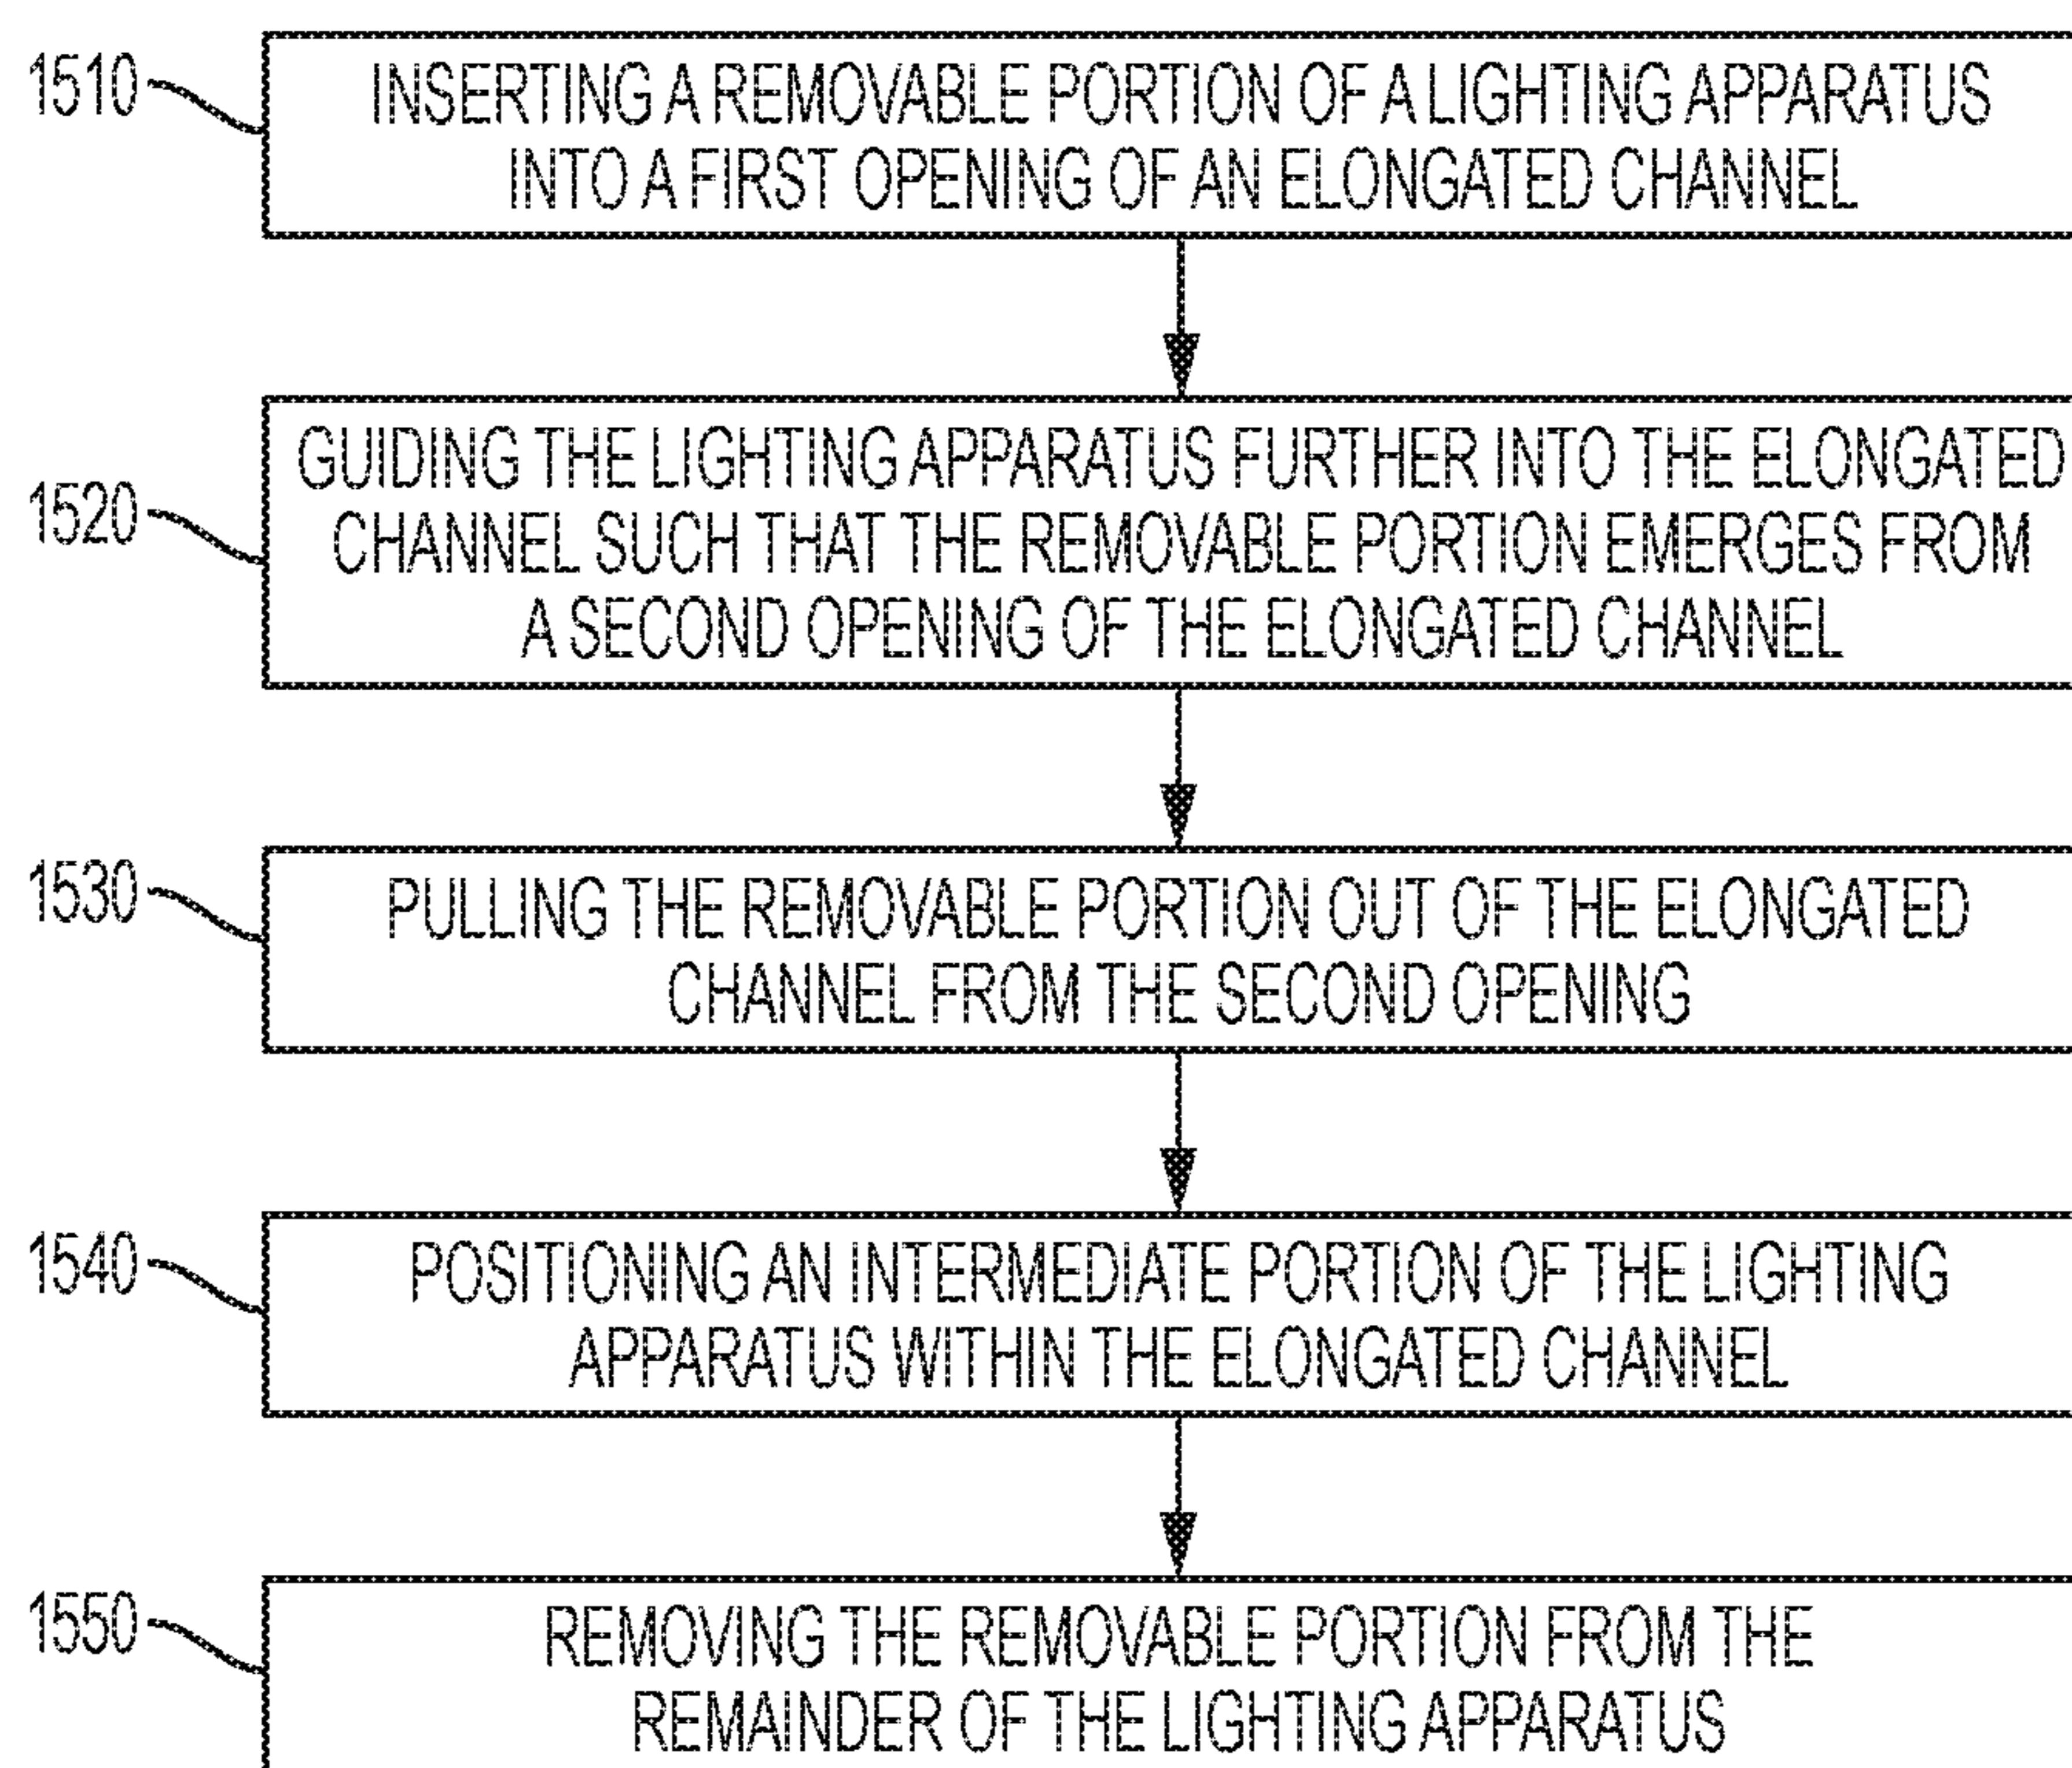 1510
INSERTING A REMOVABLE PORTION OF A LIGHTING APPARATUS
INTO A FIRST OPENING OF AN ELONGATED CHANNEL
1520
GUIDING THE LIGHTING APPARATUS FURTHER INTO THE ELONGATED
CHANNEL SUCH THAT THE REMOVABLE PORTION EMERGES FROM
A SECOND OPENING OF THE ELONGATED CHANNEL
1530
PULLING THE REMOVABLE PORTION OUT OF THE ELONGATED
CHANNEL FROM THE SECOND OPENING
1540
POSITIONING AN INTERMEDIATE PORTION OF THE LIGHTING
APPARATUS WITHIN THE ELONGATED CHANNEL
1550
REMOVING THE REMOVABLE PORTION FROM THE
REMAINDER OF THE LIGHTING APPARATUS